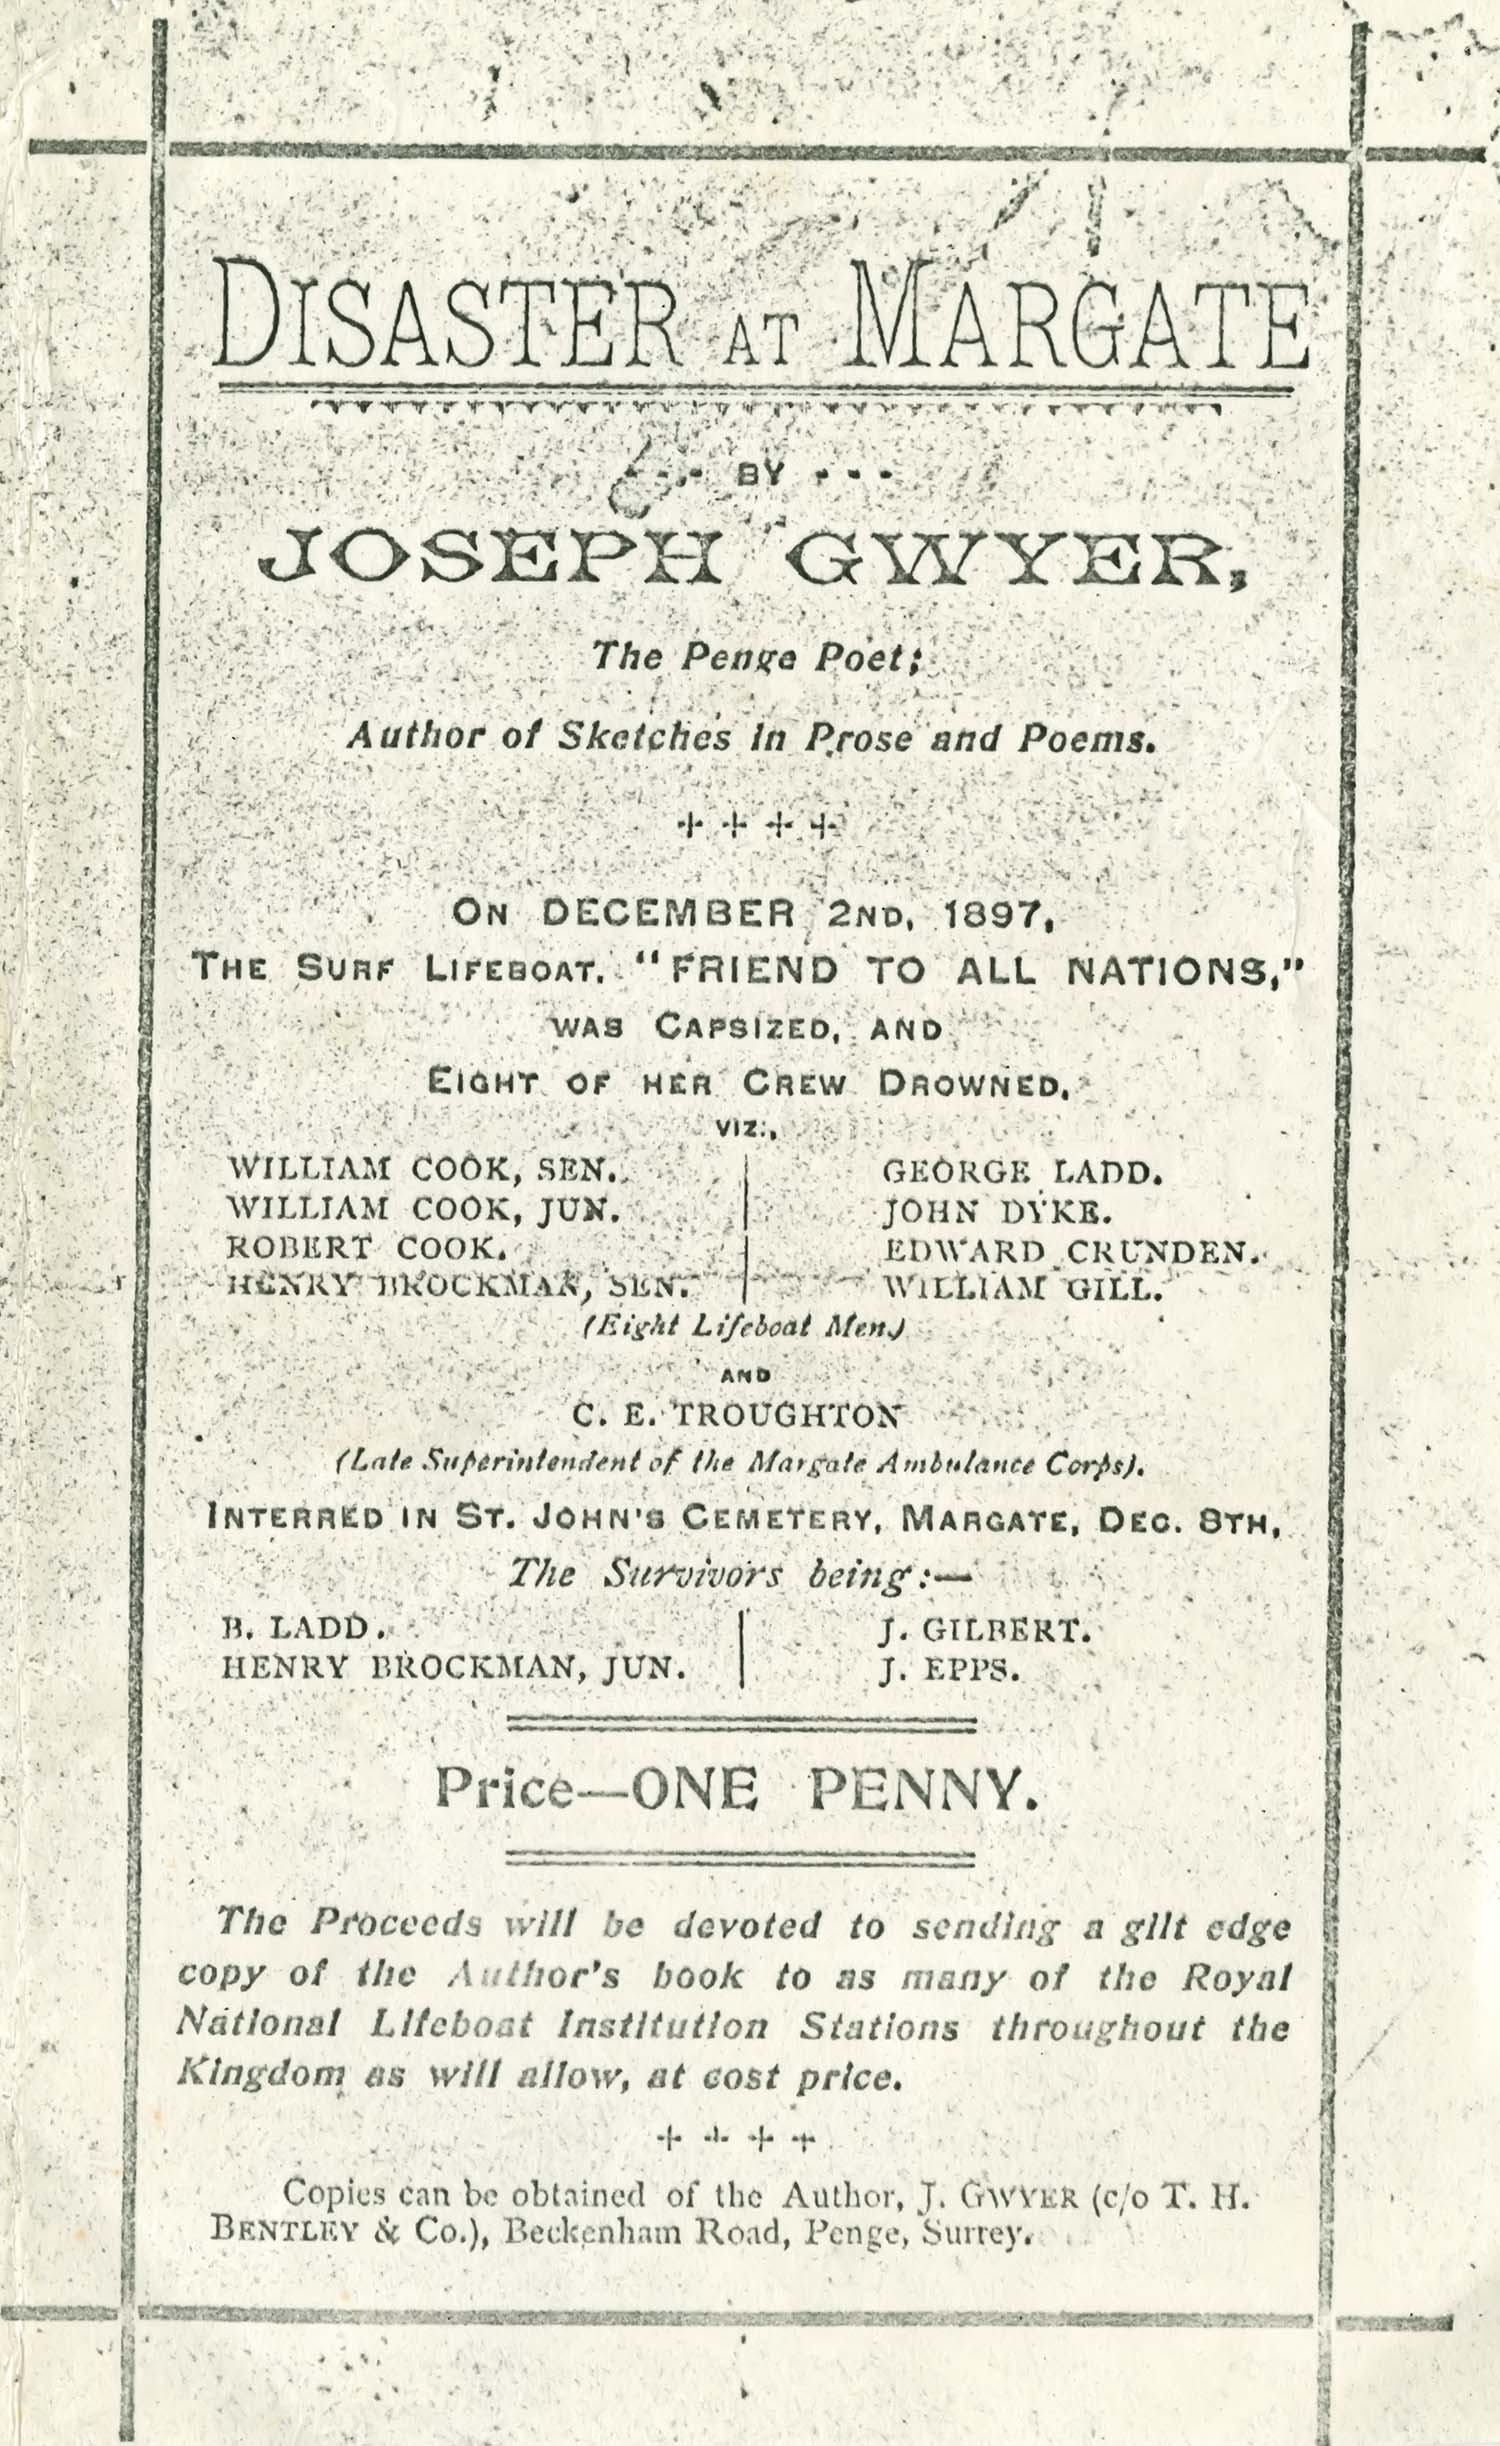 DISASTER AT MARGATE
BY
JOSEPH GWYER,
The Penge Poet;
Author of Sketches in Prose and Poems.
ON DECEMBER 2ND, 1897,
THE SURF LIFEBOAT, "FRIEND TO ALL NATIONS,"
WAS CAPSIZED, AND
EIGHT OF HER CREW DROWNED,
VIZ:,
WILLIAM COOK, SEN.
WILLIAM COOK, JUN.
ROBERT COOK.
HENRY BROCKMAN, SEN.
GEORGE LADD.
JOHN DYKE.
EDWARD CRUNDEN.
WILLIAM GILL.
(Eight Lifeboat Men)
AND
C. E. TROUGHTON
(Late Superintendent of the Margate Ambulance Corps).
INTERRED IN ST. JOHN'S CEMETERY, MARGATE, DEC. 8TH,
The Survivors being:—
B. LADD.
HENRY BROCKMAN, JUN.
J. GILBERT.
J. EPPS.
Price—ONE PENNY.
The Proceeds will be devoted to sending a gilt edge
copy of the Author's book to as many of the Royal
National Lifeboat Institution Stations throughout the
Kingdom as will allow, at cost price.
Copies can be obtained of the Author, J. GWYER (c/o T. H.
BENTLEY & Co.), Beckenham Road, Penge, Surrey.